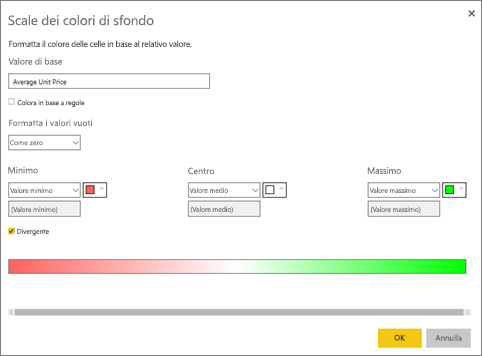 Scale dei colori di sfondo
Formatta il colore delle celle in base al relativo valore.
Valore di base
Average Unit Price
Colora in base a regole
Formatta i valori vuoti
Come zero
Minimo Centro Massimo
Valore minimo Valore medio Valore massimo
(Valore minimo) (Valore medio) (Valore massimo)
Divergente
OK Annulla